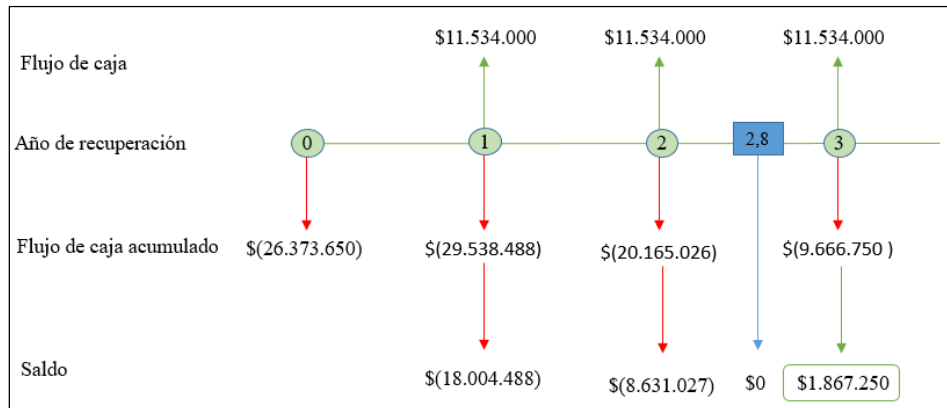 $11.534.000 $11.534.000 $11.534.000
Flujo de caja
Año de recuperación 0 1 2 2,8 3
Flujo de caja acumulado $(26.373.650) $(29.538.488) $(20.165.026) $(9.666.750 )
Saldo $(18.004.488) $(8.631.027) $0 $1.867.250